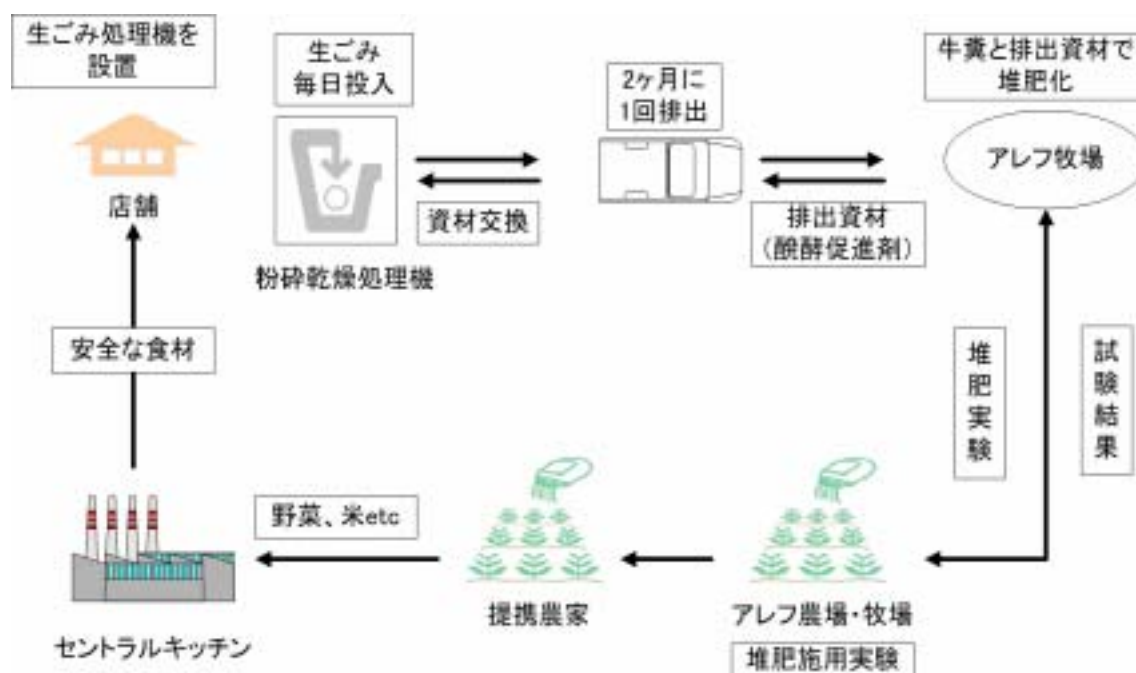 生ごみ処理機を
設置
店舗
生ごみ
毎日投入
粉砕乾燥処理機
資材交換
2ヶ月に
1回排出
排出資材
(醗酵促進剤)
牛糞と排出資材で
堆肥化
アレフ牧場
堆肥実験
試験結果
アレフ農場・牧場
堆肥施用実験
提携農家
野菜、米etc
セントラルキッチン
安全な食材